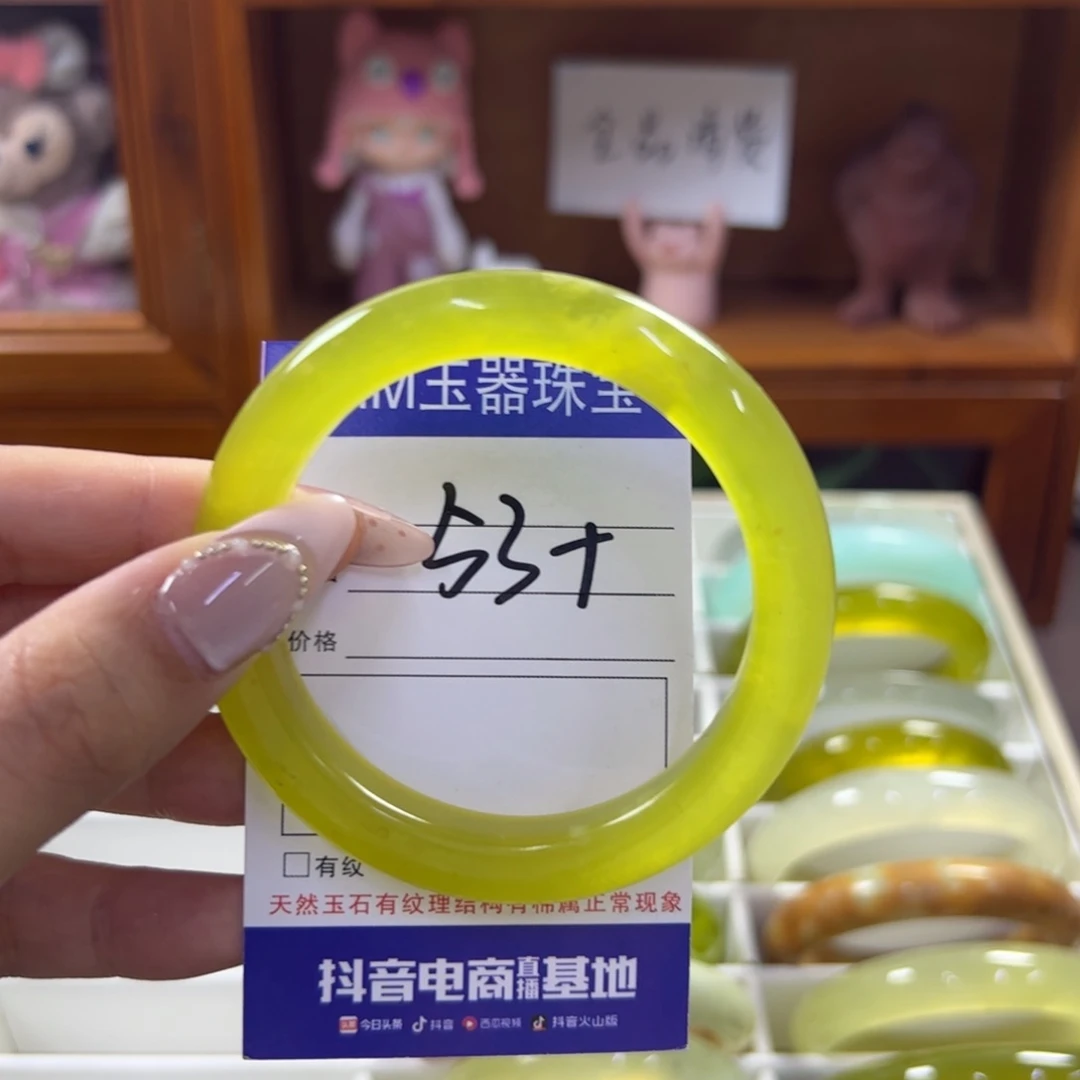 M玉器珠宝
53+
价格
有纹
天然玉石有纹理结构有棉属正常现象
抖音电商直播基地
今日头条 抖音 西瓜视频 抖音火山版